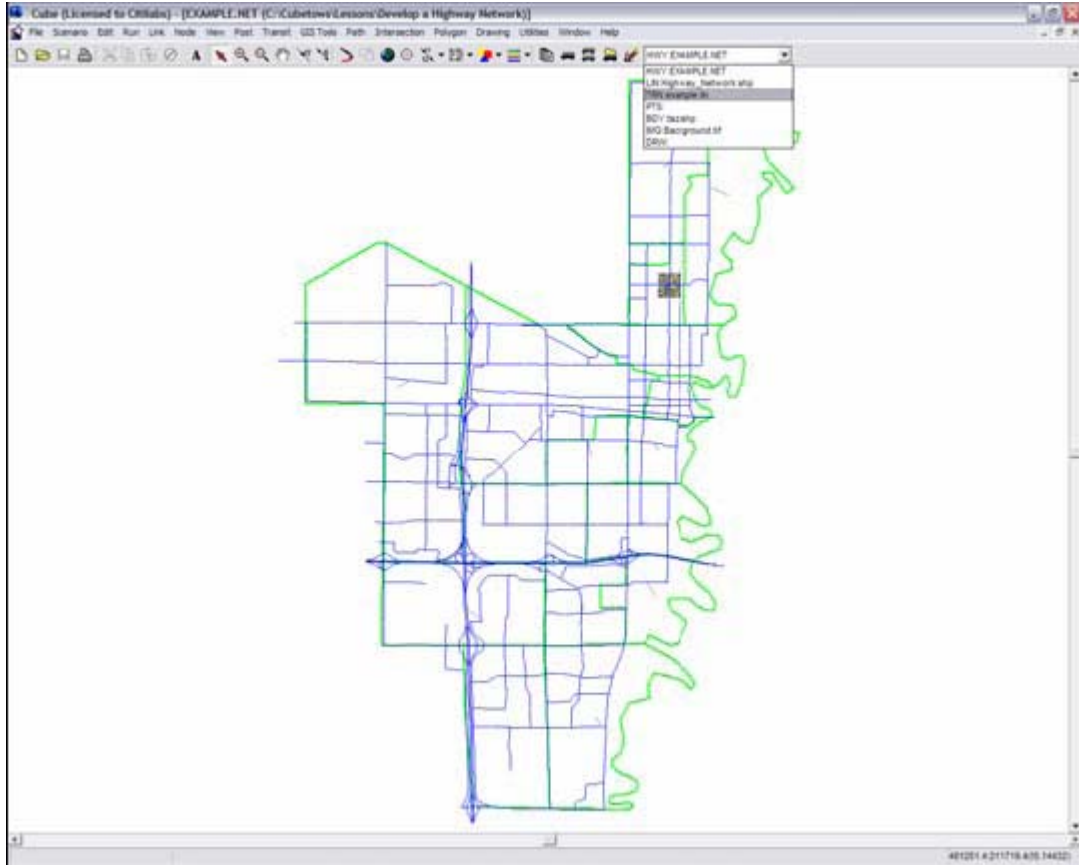 Cube (Licensed to Citilabs) - [EXAMPLE.NET (C:\Cubetown\Lessons\Develop a Highway Network)]
File Scenario Edit Run Link Node View Post Transit GIS Tools Path Intersection Polygon Drawing Utilities Window Help
A
HWY:EXAMPLE.NET
HWY:EXAMPLE.NET
LIN:Highway_Network.shp
TRN:example.lin
PTS:
BDY:taz.shp
IMG:Background.tif
DRW: